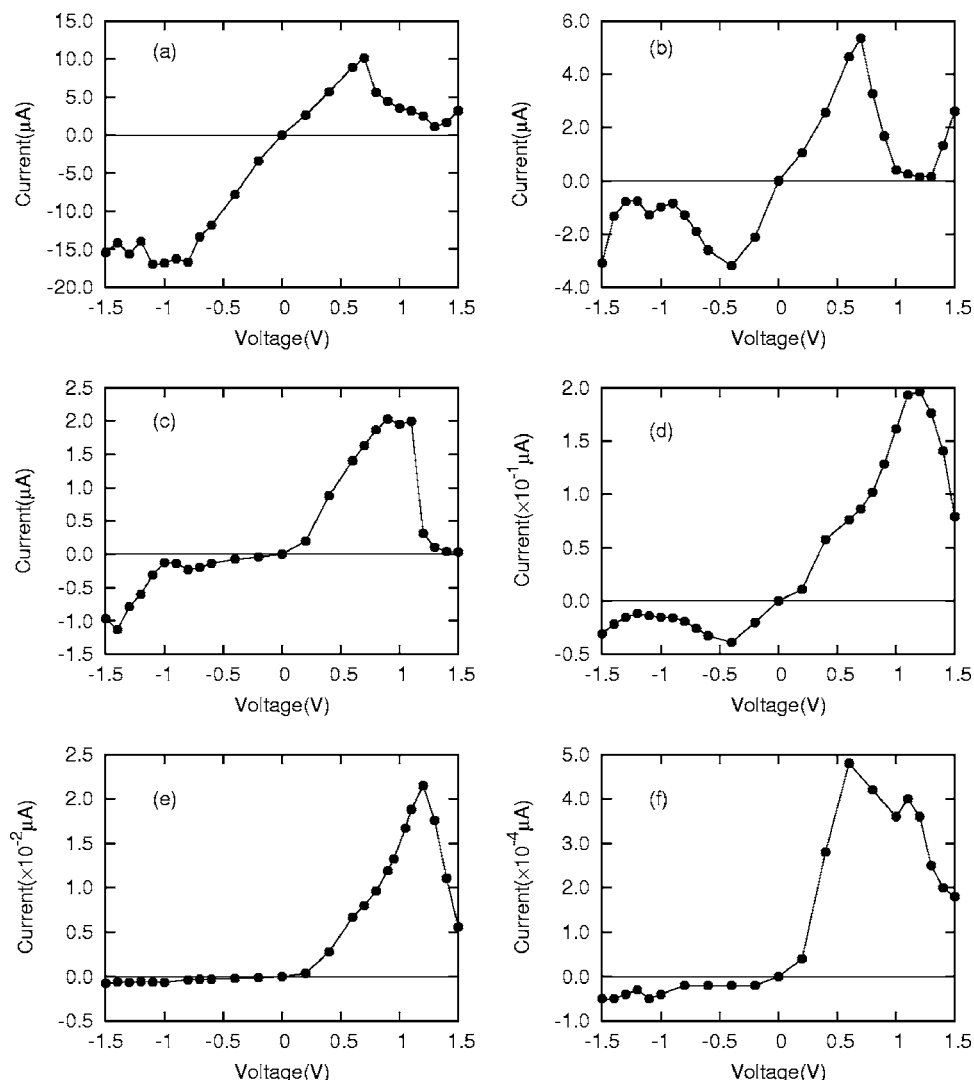 15.0
10.0
5.0
0.0
-5.0
-10.0
-15.0
-20.0
Current(μA)
(a)
-1.5 -1 -0.5 0 0.5 1 1.5
Voltage(V)
6.0
4.0
2.0
0.0
-2.0
-4.0
Current(μA)
(b)
-1.5 -1 -0.5 0 0.5 1 1.5
Voltage(V)
2.5
2.0
1.5
1.0
0.5
0.0
-0.5
-1.0
-1.5
Current(μA)
(c)
-1.5 -1 -0.5 0 0.5 1 1.5
Voltage(V)
2.0
1.5
1.0
0.5
0.0
-0.5
Current(×10⁻¹μA)
(d)
-1.5 -1 -0.5 0 0.5 1 1.5
Voltage(V)
2.5
2.0
1.5
1.0
0.5
0.0
-0.5
Current(×10⁻²μA)
(e)
-1.5 -1 -0.5 0 0.5 1 1.5
Voltage(V)
5.0
4.0
3.0
2.0
1.0
0.0
-1.0
Current(×10⁻⁴μA)
(f)
-1.5 -1 -0.5 0 0.5 1 1.5
Voltage(V)